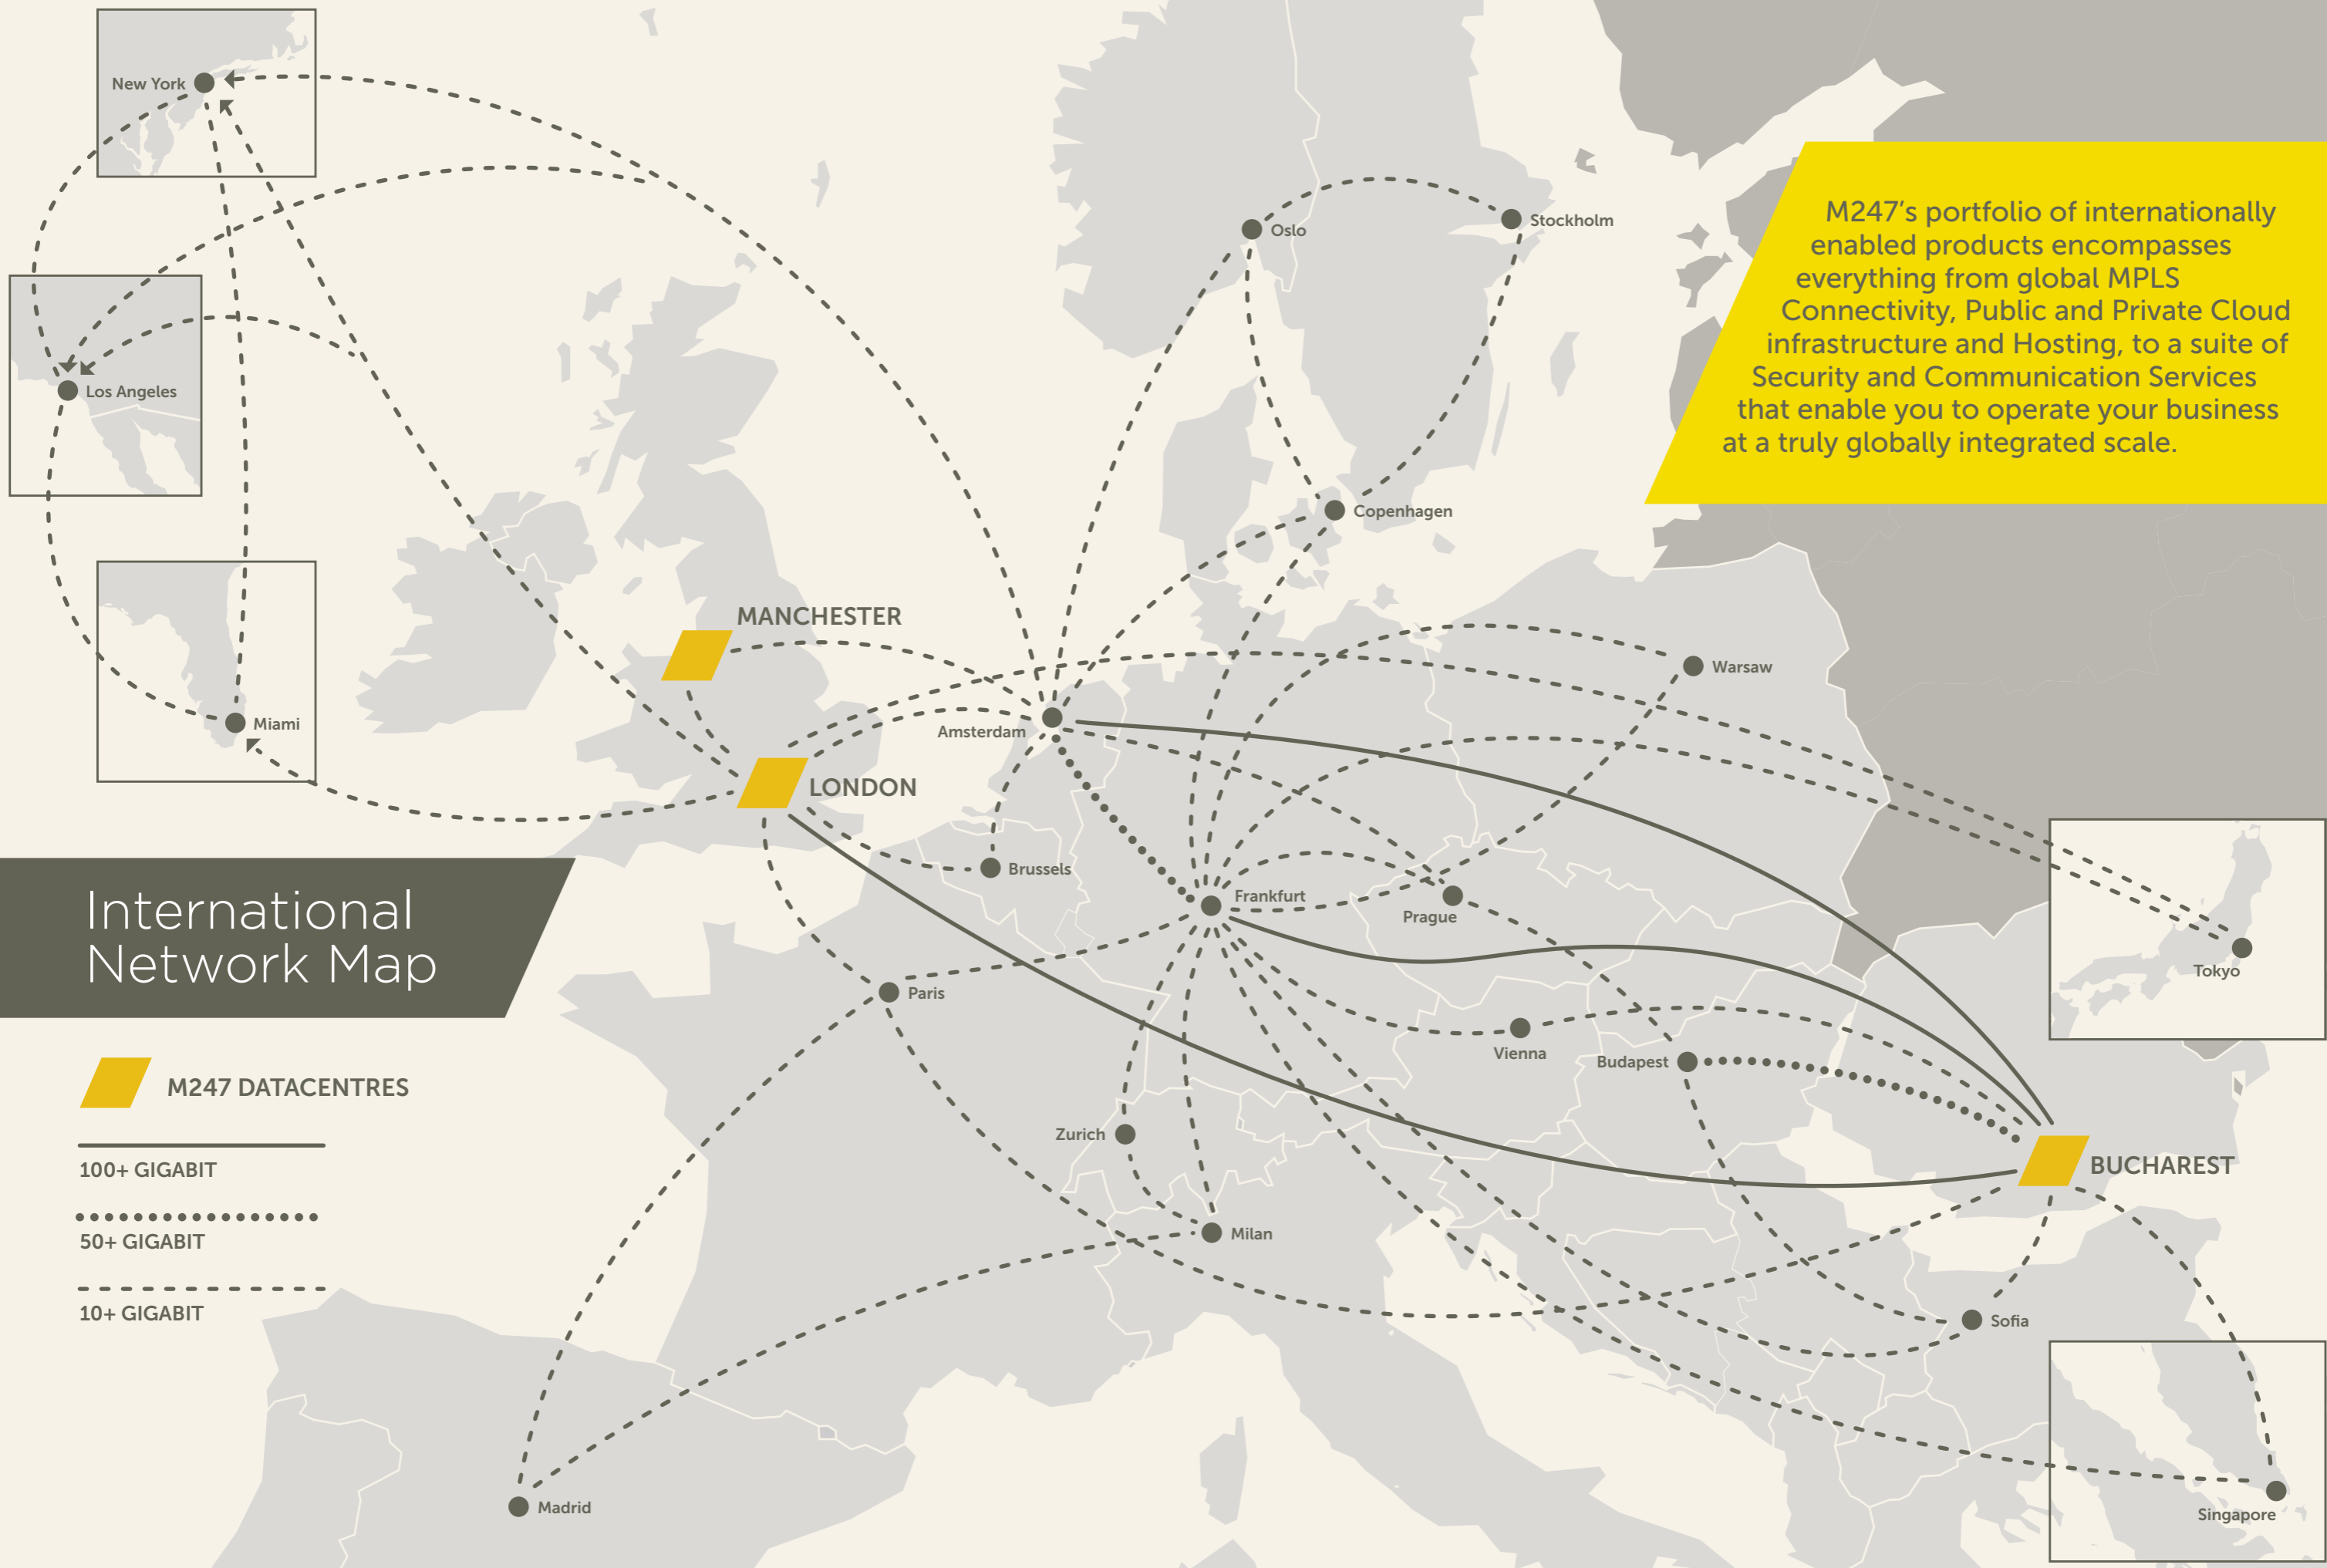 New York
Oslo
Stockholm
M247’s portfolio of internationally
enabled products encompasses
everything from global MPLS
Connectivity, Public and Private Cloud
infrastructure and Hosting, to a suite of
Security and Communication Services
that enable you to operate your business
at a truly globally integrated scale.
Los Angeles
Copenhagen
MANCHESTER
Warsaw
Miami
Amsterdam
LONDON
Brussels
Frankfurt
Prague
International
Network Map
Tokyo
Paris
Vienna
Budapest
M247 DATACENTRES
Zurich
BUCHAREST
100+ GIGABIT
50+ GIGABIT
Milan
10+ GIGABIT
Sofia
Madrid
Singapore